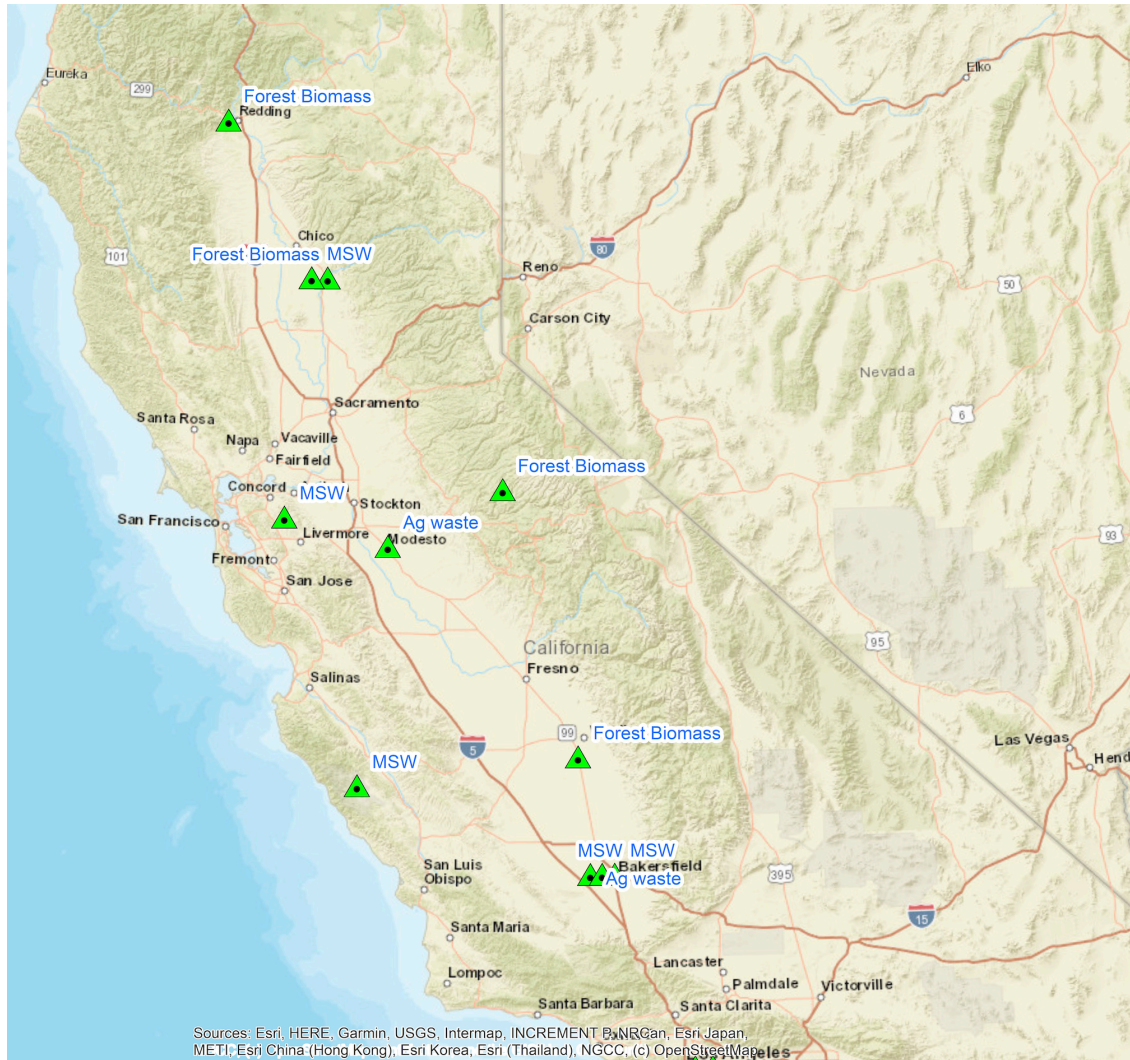 Eureka
299
Elko
Forest Biomass
Redding
Chico
101
Forest Biomass MSW
80
Reno
50
Carson City
Nevada
Sacramento
6
Santa Rosa
Napa
Vacaville
Fairfield
Forest Biomass
Concord
MSW
Stockton
San Francisco
Ag waste
Livermore
Modesto
93
Fremont
San Jose
95
California
Fresno
Salinas
99
Forest Biomass
5
Las Vegas
Hend
MSW
MSW MSW
Bakersfield
Ag waste
San Luis
Obispo
395
15
Santa Maria
Lancaster
Lompoc
Palmdale
Victorville
Santa Barbara
Santa Clarita
Sources: Esri, HERE, Garmin, USGS, Intermap, INCREMENT P, NRCan, Esri Japan,
METI, Esri China (Hong Kong), Esri Korea, Esri (Thailand), NGCC, (c) OpenStreetMap